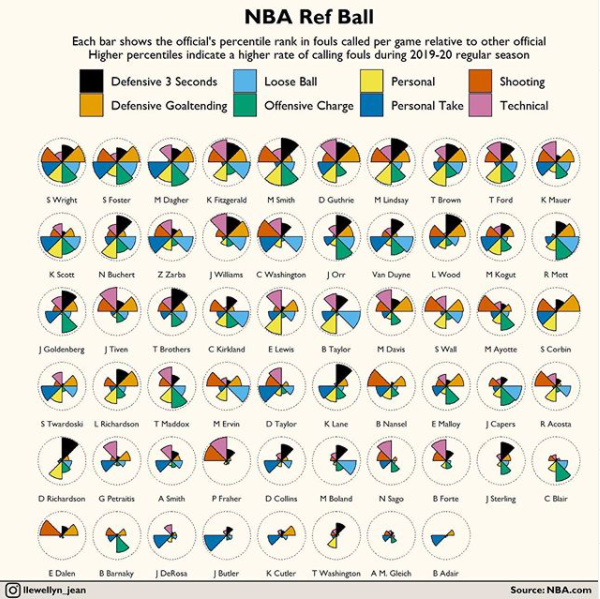 NBA Ref Ball
Each bar shows the official's percentile rank in fouls called per game relative to other official
Higher percentiles indicate a higher rate of calling fouls during 2019-20 regular season
Defensive 3 Seconds Loose Ball Personal Shooting
Defensive Goaltending Offensive Charge Personal Take Technical
S Wright S Foster M Dagher K Fitzgerald M Smith D Guthrie M Lindsay T Brown T Ford K Mauer
K Scott N Buchert Z Zarba J Williams C Washington J Orr Van Duyne L Wood M Kogut R Mott
J Goldenberg J Tiven T Brothers C Kirkland E Lewis B Taylor M Davis S Wall M Ayotte S Corbin
S Twardoski L Richardson T Maddox M Ervin D Taylor K Lane B Nansel E Malloy J Capers R Acosta
D Richardson G Petraitis A Smith P Fraher D Collins M Boland N Sago B Forte J Sterling C Blair
E Dalen B Barnaky J DeRosa J Butler K Cutler T Washington A M. Gleich B Adair
llewellyn_jean Source: NBA.com